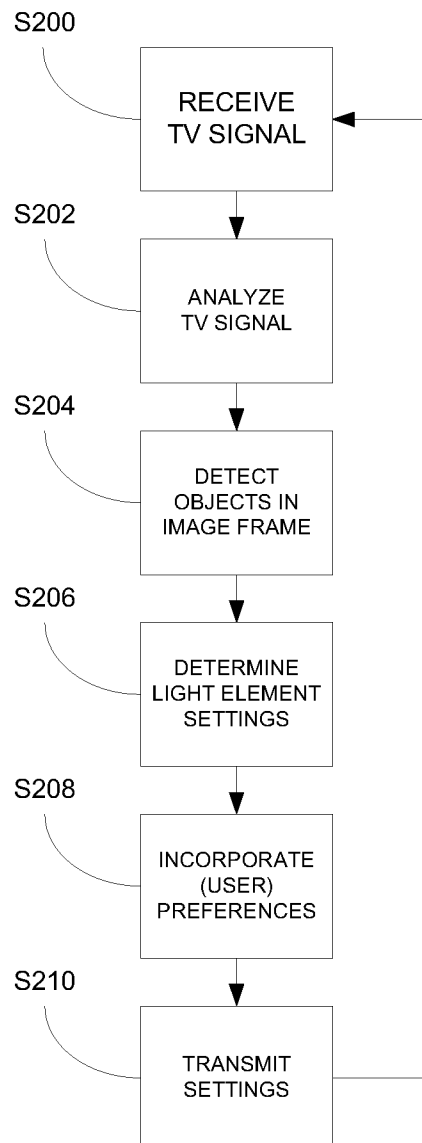 S200
RECEIVE
TV SIGNAL
S202
ANALYZE
TV SIGNAL
S204
DETECT
OBJECTS IN
IMAGE FRAME
S206
DETERMINE
LIGHT ELEMENT
SETTINGS
S208
INCORPORATE
(USER)
PREFERENCES
S210
TRANSMIT
SETTINGS